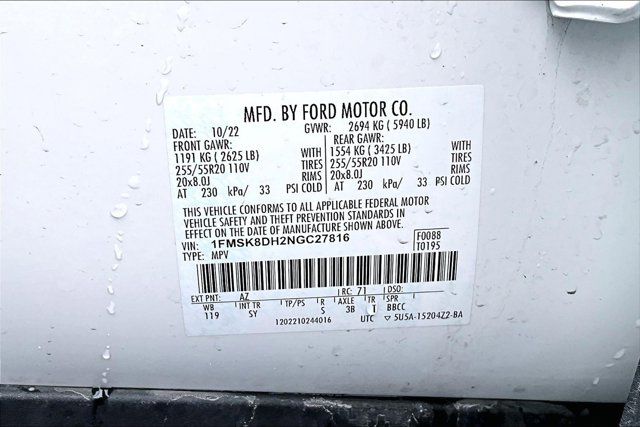 MFD. BY FORD MOTOR CO.
DATE: 10/22 GVWR: 2694 KG ( 5940 LB)
FRONT GAWR: REAR GAWR:
1191 KG ( 2625 LB) WITH 1554 KG ( 3425 LB) WITH
255/55R20 110V TIRES 255/55R20 110V TIRES
20x8.0J RIMS 20x8.0J RIMS
AT 230 kPa/ 33 PSI COLD AT 230 kPa/ 33 PSI COLD
THIS VEHICLE CONFORMS TO ALL APPLICABLE FEDERAL MOTOR
VEHICLE SAFETY AND THEFT PREVENTION STANDARDS IN
EFFECT ON THE DATE OF MANUFACTURE SHOWN ABOVE.
VIN: 1FMSK8DH2NGC27816 F0088
TYPE: MPV T0195
EXT PNT: AZ RC: 71 DSO:
WB INT TR TP/PS R AXLE TR SPR
119 SY S 3B T BBCC
1202210244016 UTC ▽ 5U5A-15204Z2-BA